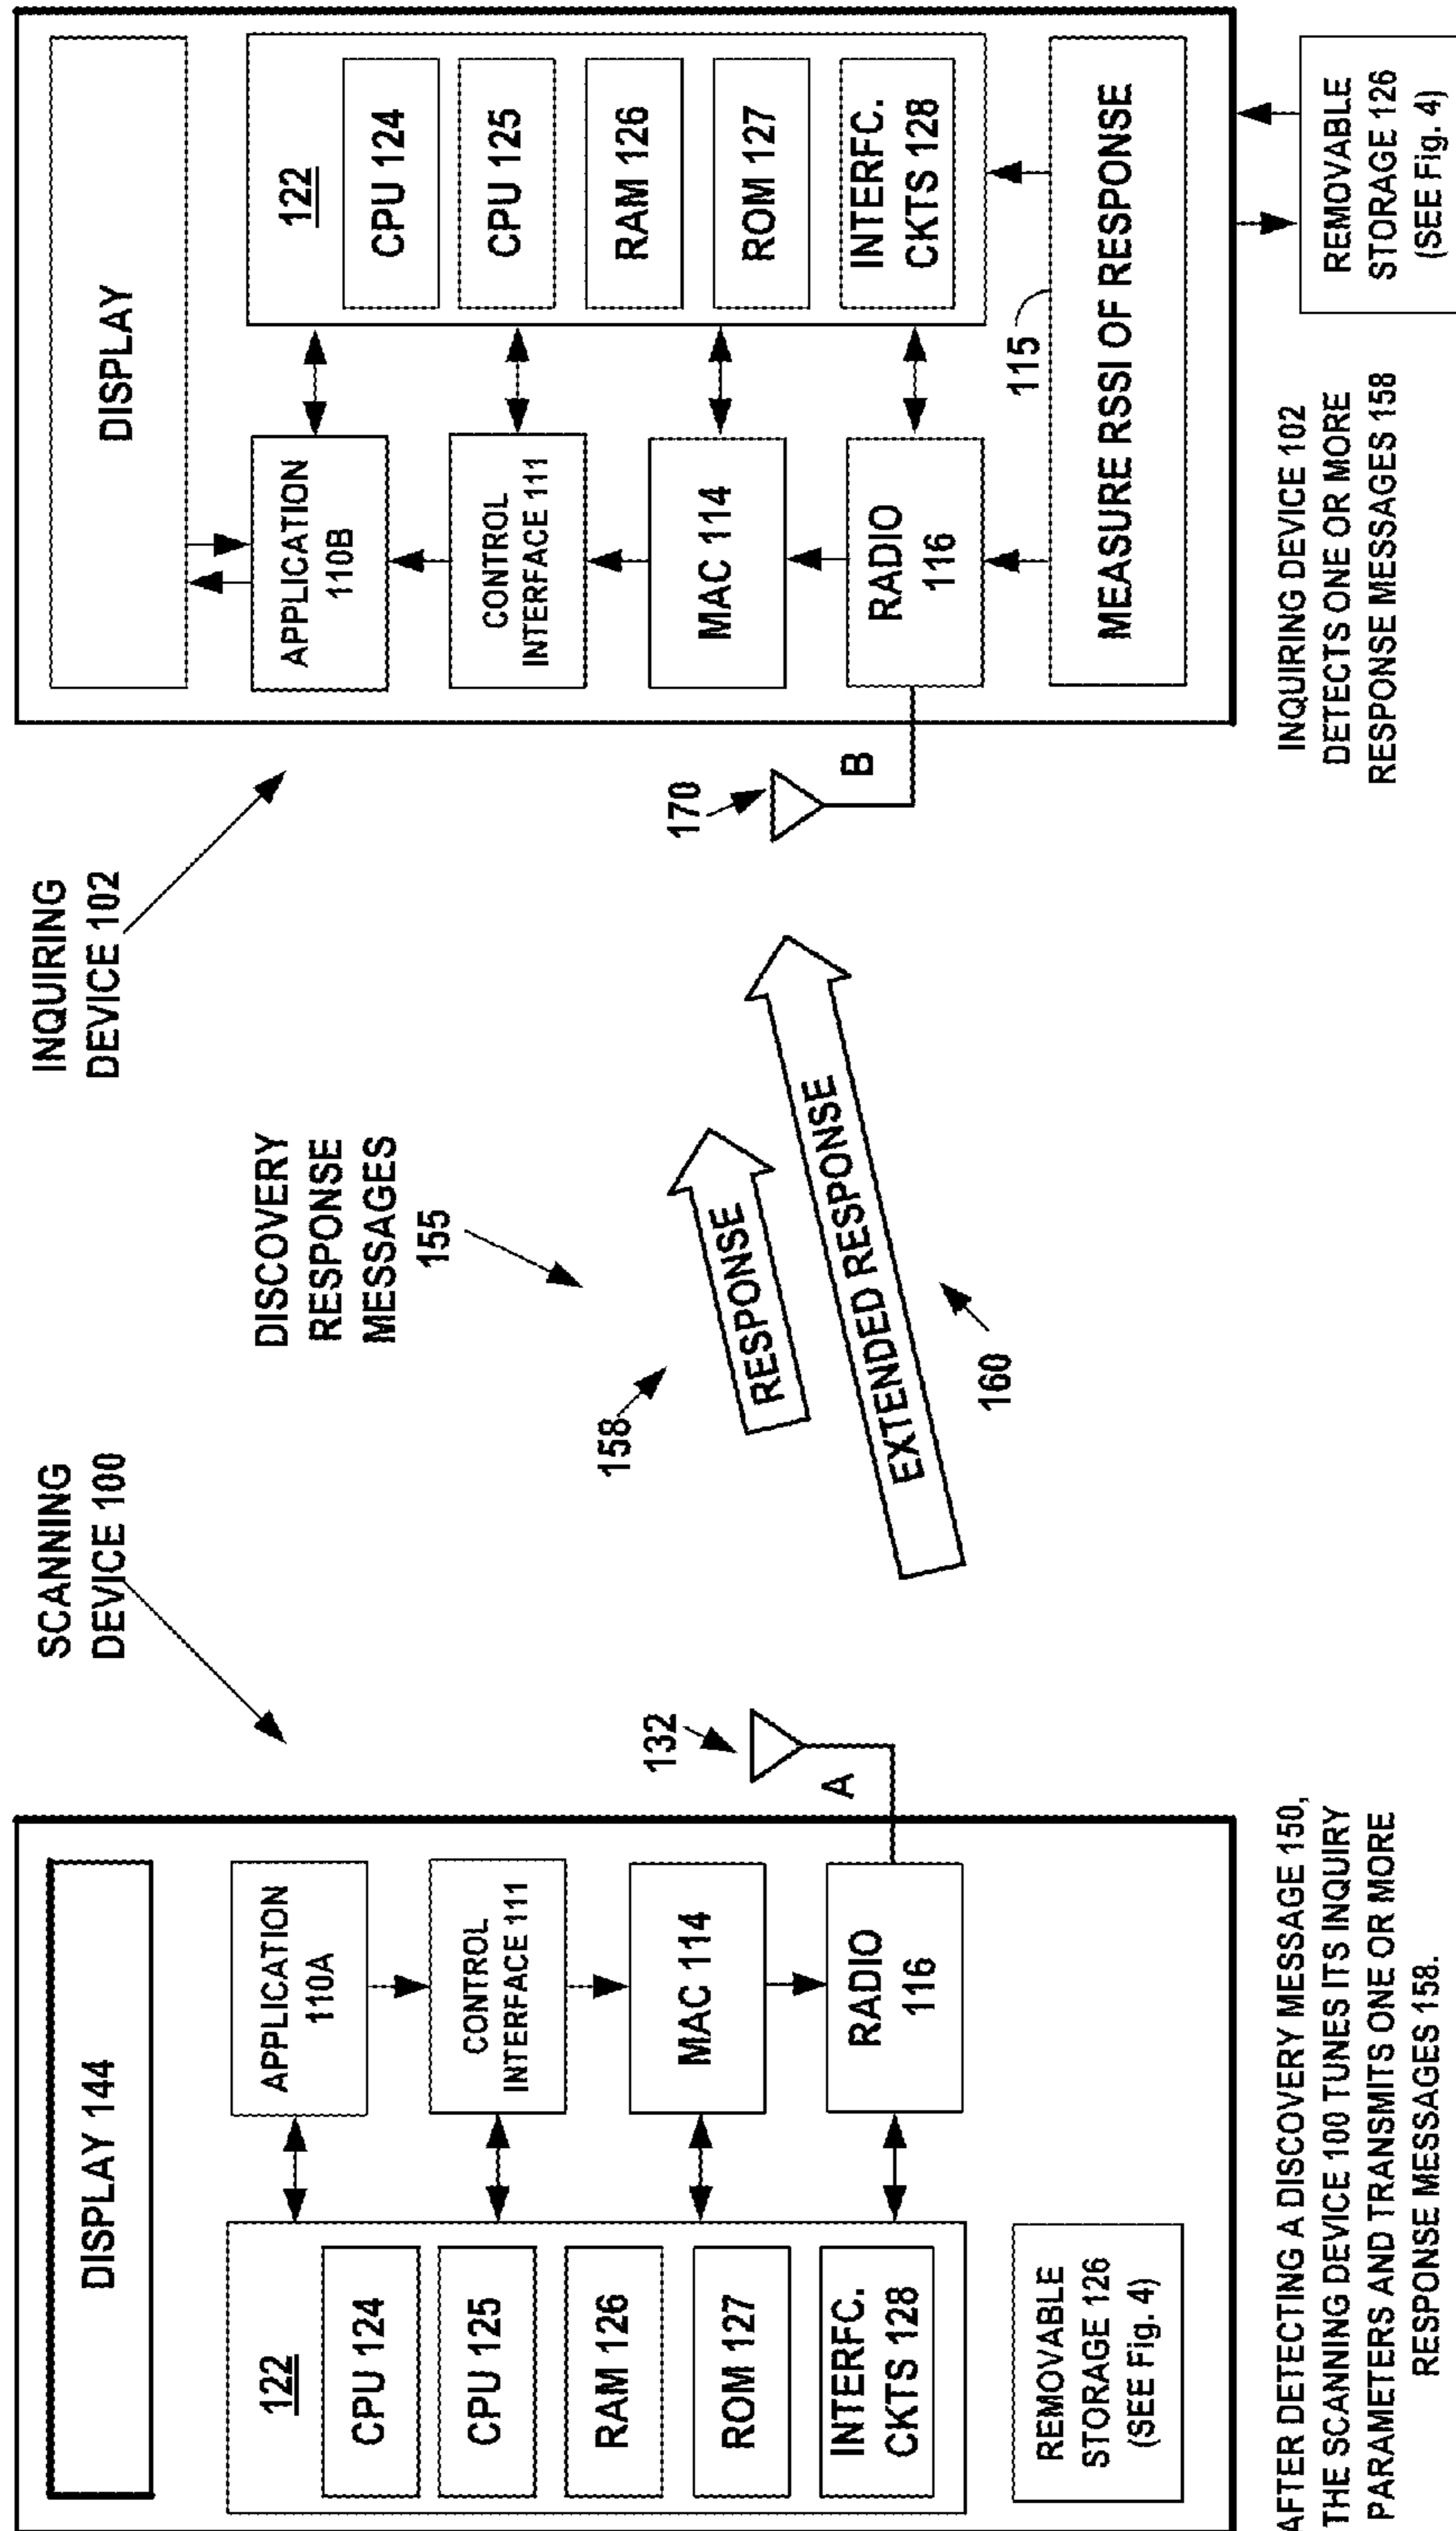 SCANNING
DEVICE 100
DISPLAY 144
122
CPU 124
CPU 125
RAM 126
ROM 127
INTERFC.
CKTS 128
APPLICATION
110A
CONTROL
INTERFACE 111
MAC 114
RADIO
116
REMOVABLE
STORAGE 126
(SEE Fig. 4)
132
A
AFTER DETECTING A DISCOVERY MESSAGE 150,
THE SCANNING DEVICE 100 TUNES ITS INQUIRY
PARAMETERS AND TRANSMITS ONE OR MORE
RESPONSE MESSAGES 158.
DISCOVERY
RESPONSE
MESSAGES
155
158
RESPONSE
EXTENDED RESPONSE
160
INQUIRING
DEVICE 102
170
B
DISPLAY
APPLICATION
110B
CONTROL
INTERFACE 111
MAC 114
RADIO
116
122
CPU 124
CPU 125
RAM 126
ROM 127
INTERFC.
CKTS 128
115
MEASURE RSSI OF RESPONSE
INQUIRING DEVICE 102
DETECTS ONE OR MORE
RESPONSE MESSAGES 158
REMOVABLE
STORAGE 126
(SEE Fig. 4)